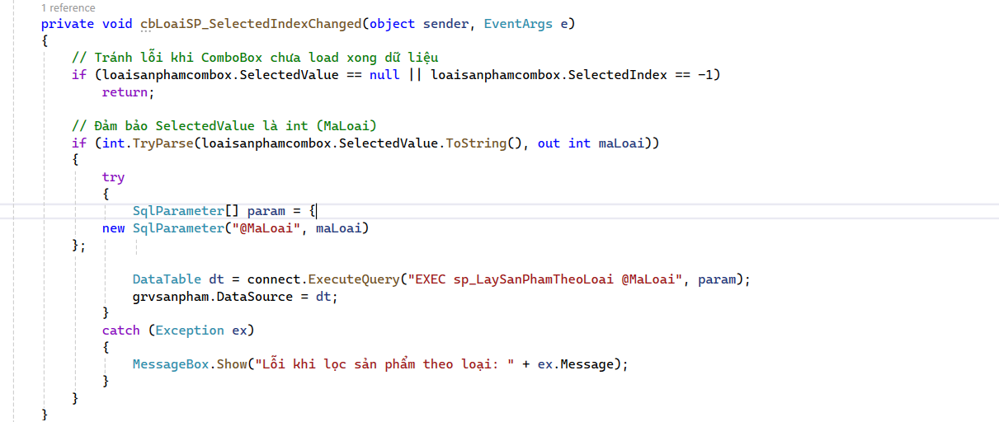 1 reference
private void cbLoaiSP_SelectedIndexChanged(object sender, EventArgs e)
{
    // Tránh lỗi khi ComboBox chưa load xong dữ liệu
    if (loaisanphamcombox.SelectedValue == null || loaisanphamcombox.SelectedIndex == -1)
        return;

    // Đảm bảo SelectedValue là int (MaLoai)
    if (int.TryParse(loaisanphamcombox.SelectedValue.ToString(), out int maLoai))
    {
        try
        {
            SqlParameter[] param = {
        new SqlParameter("@MaLoai", maLoai)
    };

            DataTable dt = connect.ExecuteQuery("EXEC sp_LaySanPhamTheoLoai @MaLoai", param);
            grvsanpham.DataSource = dt;
        }
        catch (Exception ex)
        {
            MessageBox.Show("Lỗi khi lọc sản phẩm theo loại: " + ex.Message);
        }
    }
}